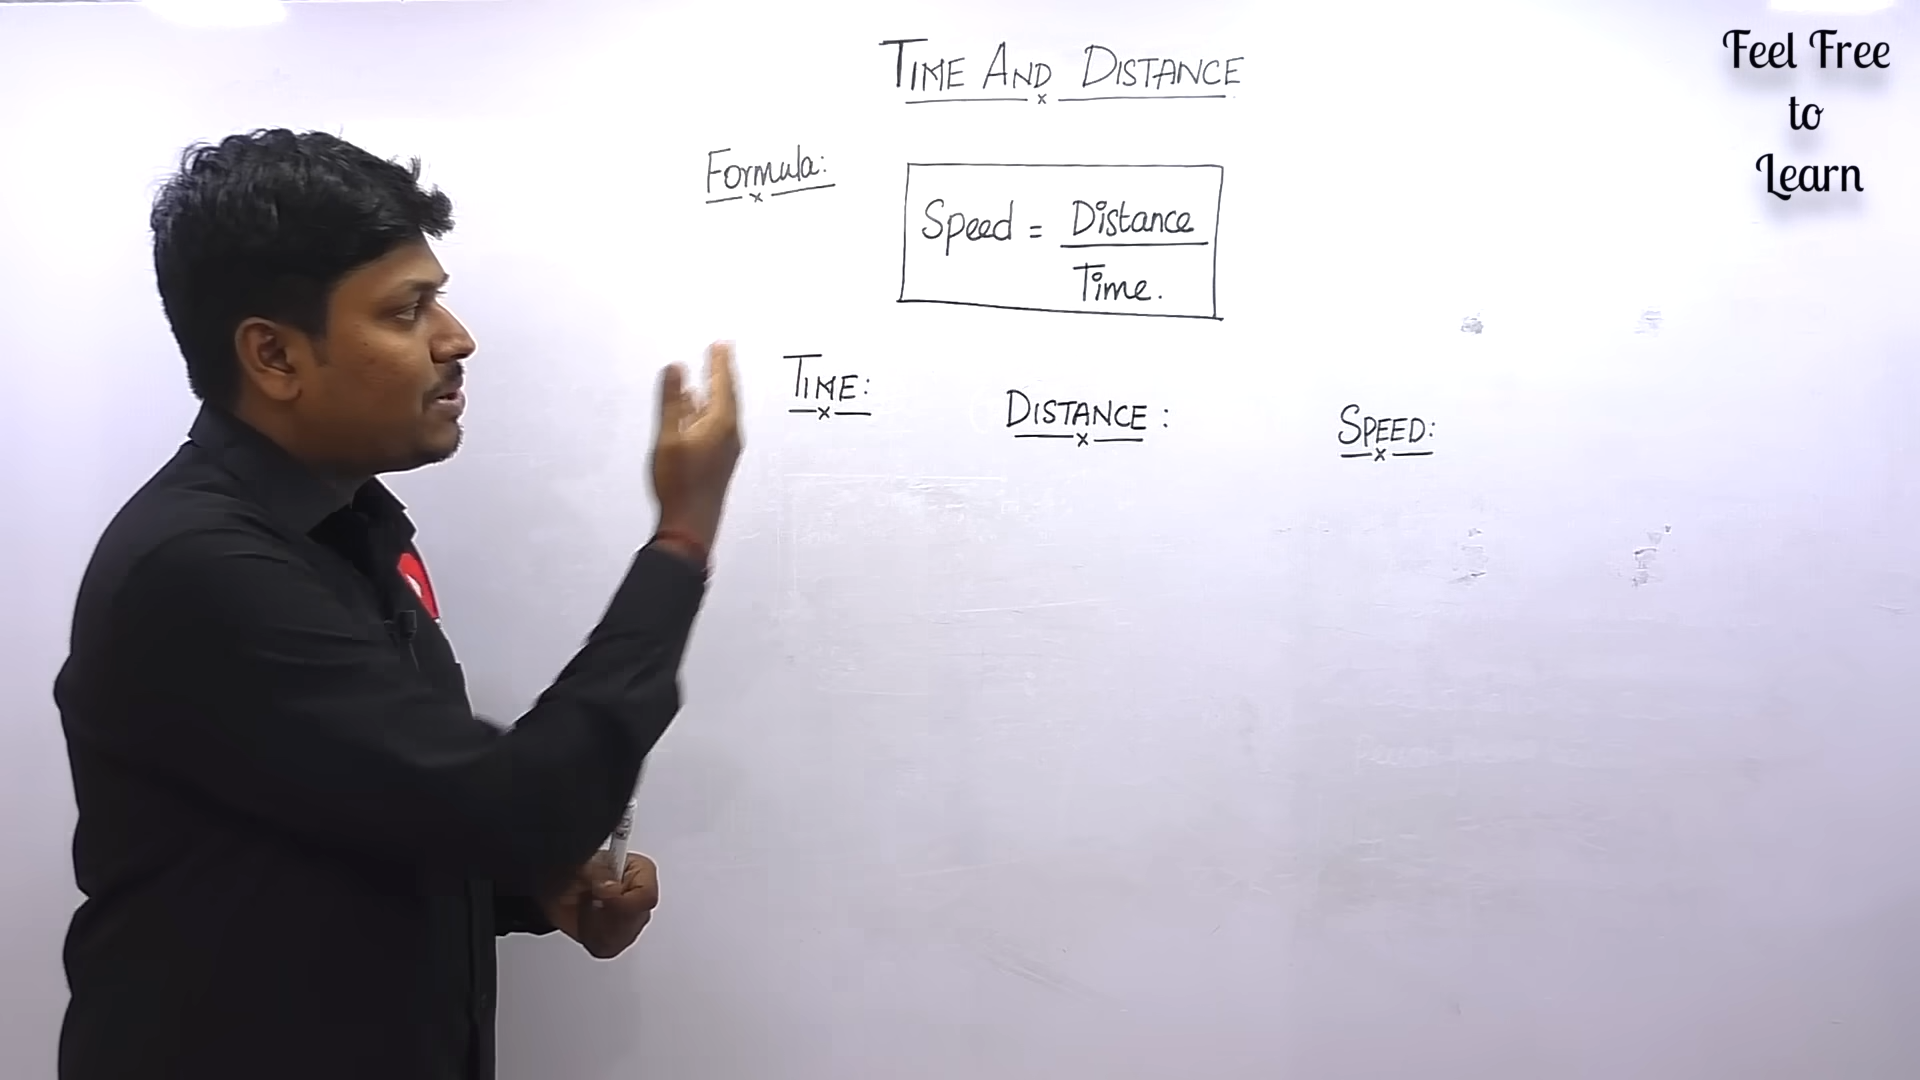 TIME AND DISTANCE
Feel Free
to
Learn
Formula:
Speed = Distance
Time.
TIME:
DISTANCE:
SPEED: